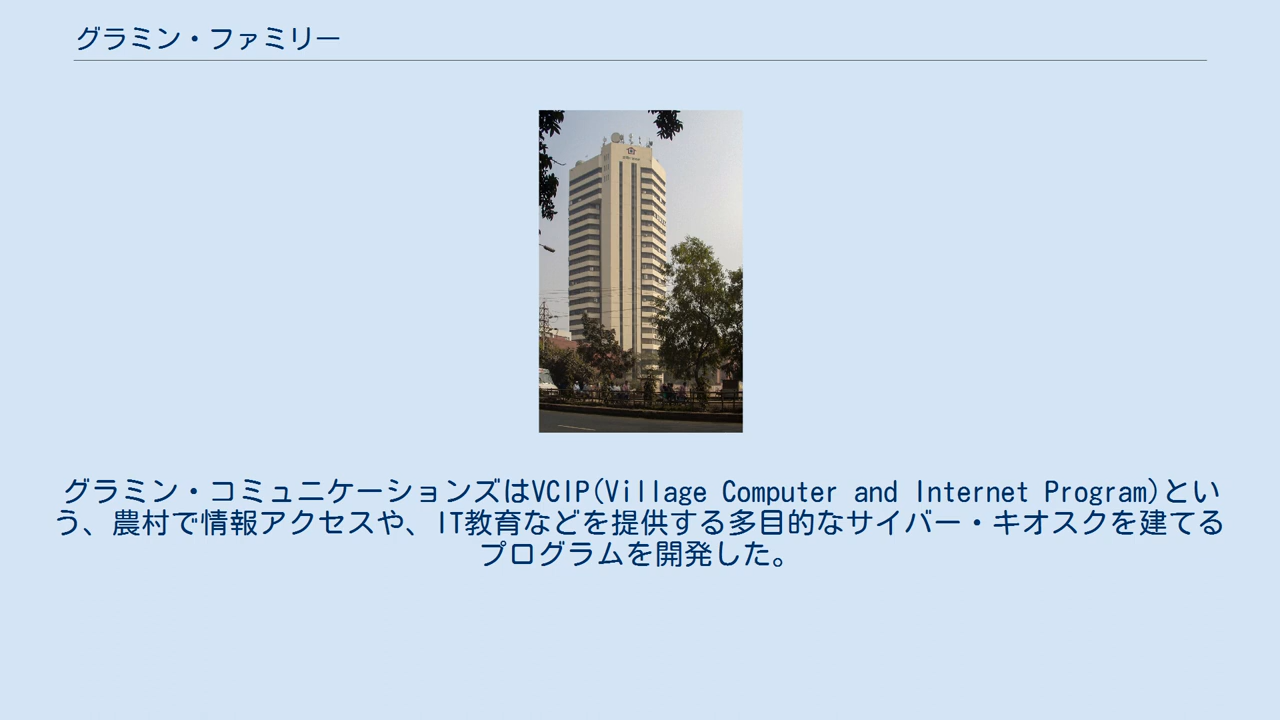 グラミン・ファミリー
グラミン・コミュニケーションズはVCIP(Village Computer and Internet Program)とい
う、農村で情報アクセスや、IT教育などを提供する多目的なサイバー・キオスクを建てる
プログラムを開発した。